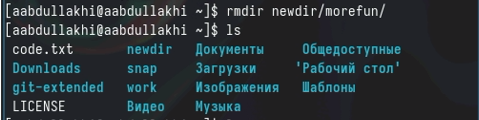 [aabdullakhi@aabdullakhi ~]$ rmdir newdir/morefun/
[aabdullakhi@aabdullakhi ~]$ ls
code.txt newdir Документы Общедоступные
Downloads snap Загрузки 'Рабочий стол'
git-extended work Изображения Шаблоны
LICENSE Видео Музыка